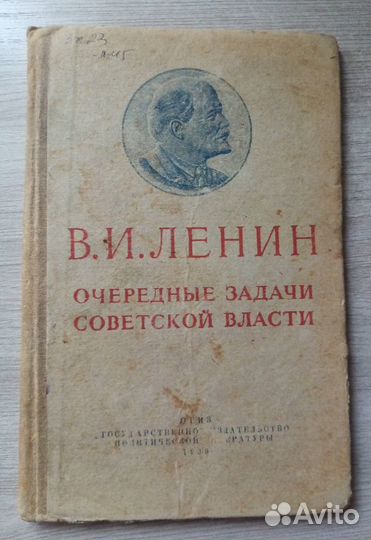 В.И.ЛЕНИН
ОЧЕРЕДНЫЕ ЗАДАЧИ
СОВЕТСКОЙ ВЛАСТИ
ОГИЗ
ПОЛИТИЧЕСКОЙ
Avito